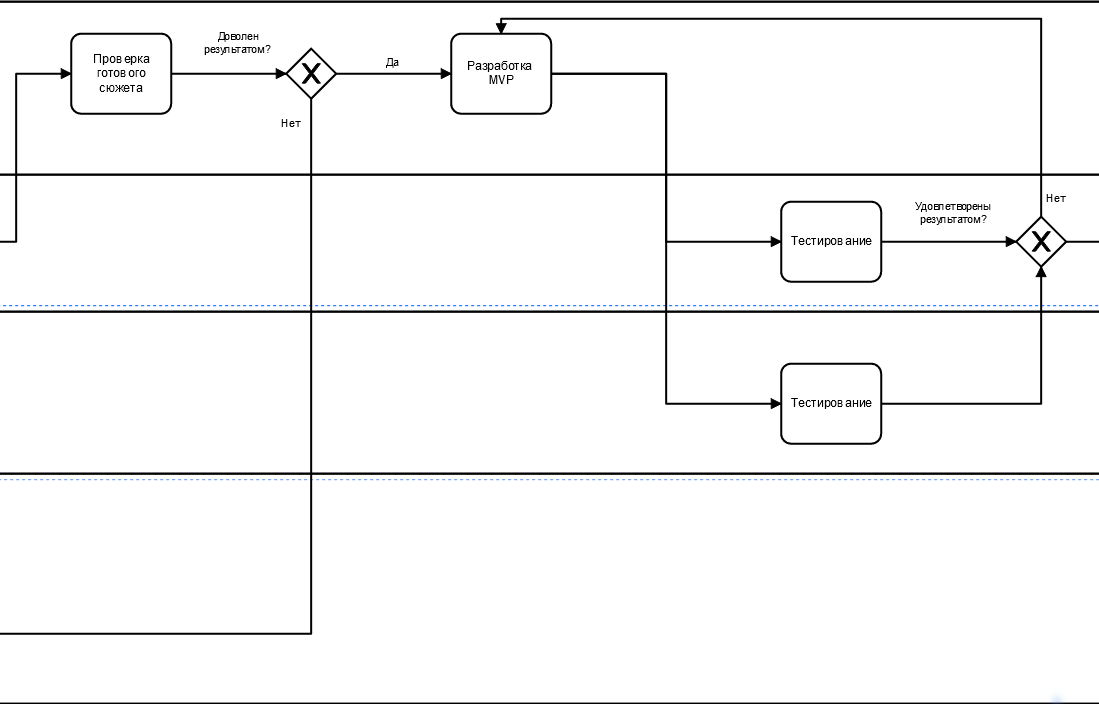 Проверка
готового
сюжета
Доволен
результатом?
Да
Нет
Разработка
MVP
Тестирование
Удовлетворены
результатом?
Нет
Тестирование